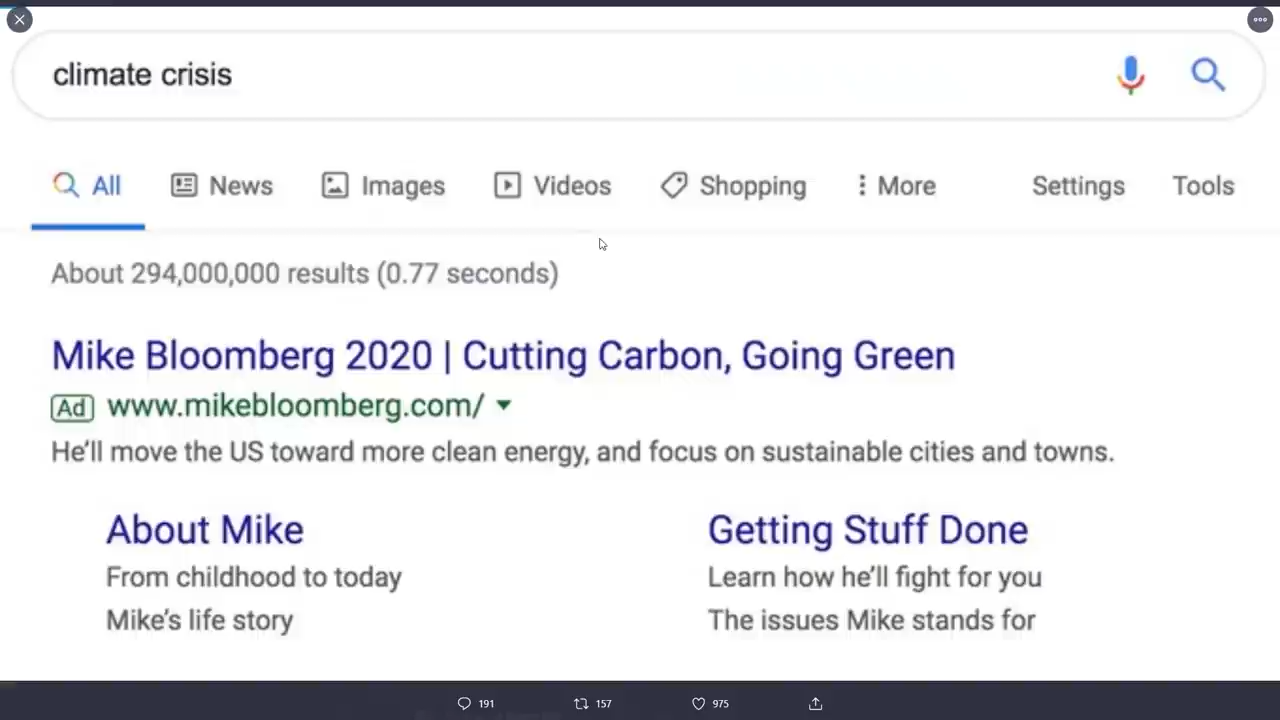 climate crisis
All News Images Videos Shopping More Settings Tools
About 294,000,000 results (0.77 seconds)
Mike Bloomberg 2020 | Cutting Carbon, Going Green
Ad www.mikebloomberg.com/
He'll move the US toward more clean energy, and focus on sustainable cities and towns.
About Mike
From childhood to today
Mike's life story
Getting Stuff Done
Learn how he'll fight for you
The issues Mike stands for
191 157 975